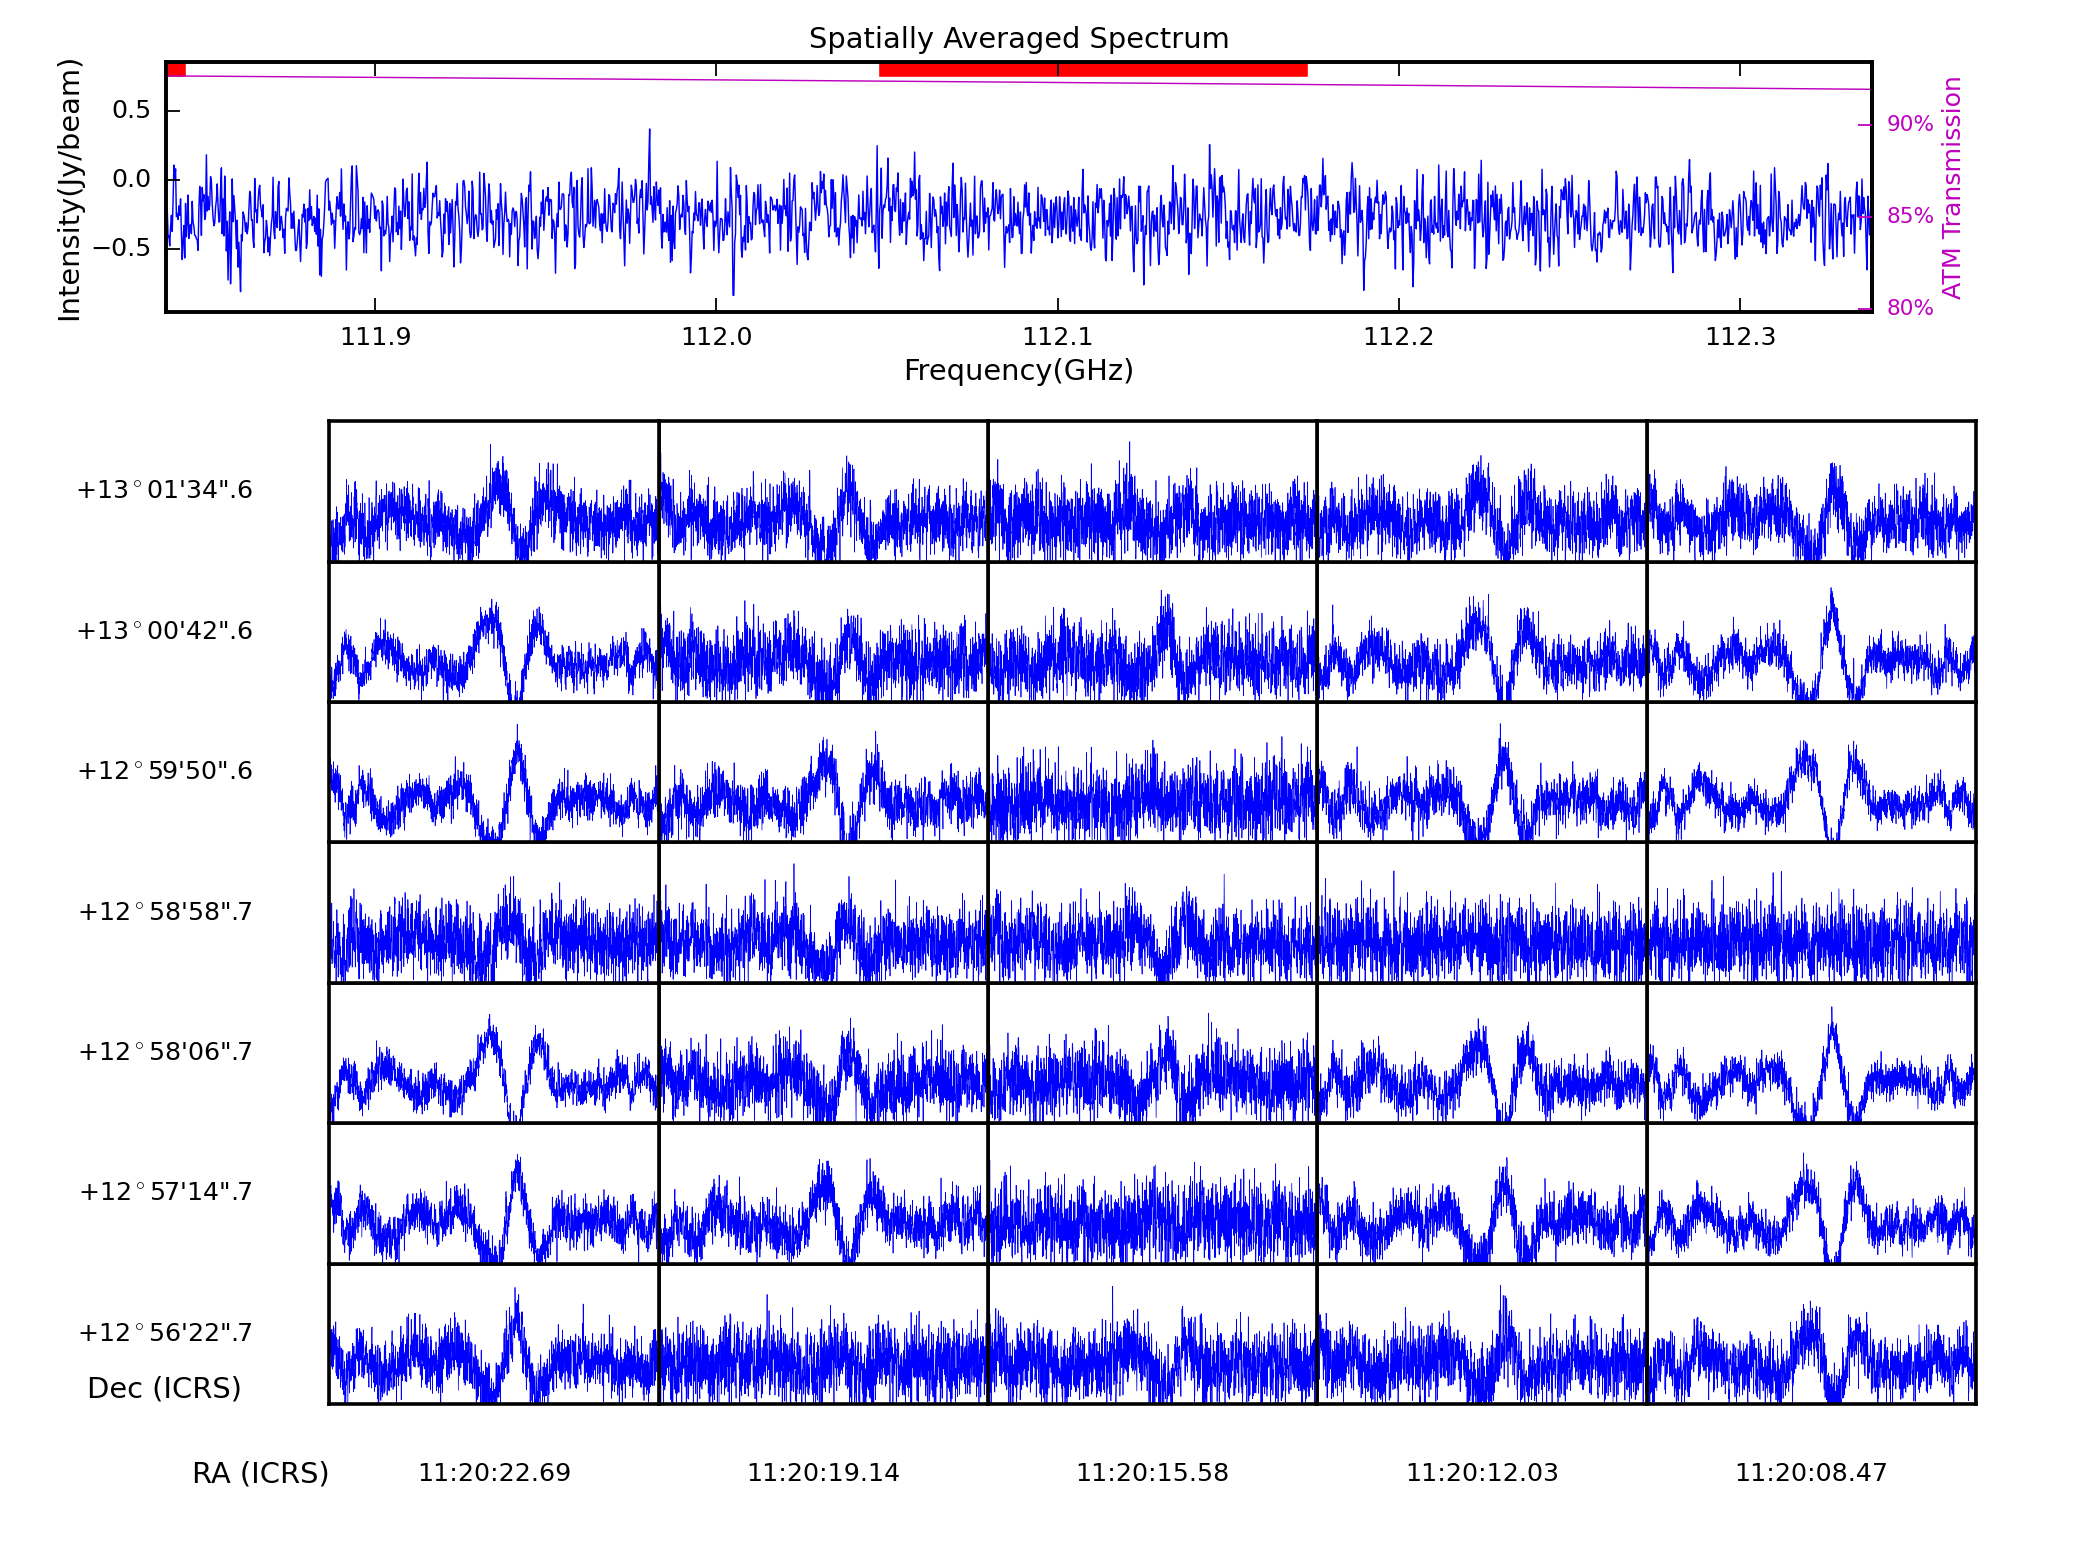 Spatially Averaged Spectrum
Intensity(Jy/beam)
0.5
0.0
−0.5
90%
85%
80%
ATM Transmission
111.9 112.0 112.1 112.2 112.3
Frequency(GHz)
+13°01'34".6
+13°00'42".6
+12°59'50".6
+12°58'58".7
+12°58'06".7
+12°57'14".7
+12°56'22".7
Dec (ICRS)
RA (ICRS) 11:20:22.69 11:20:19.14 11:20:15.58 11:20:12.03 11:20:08.47